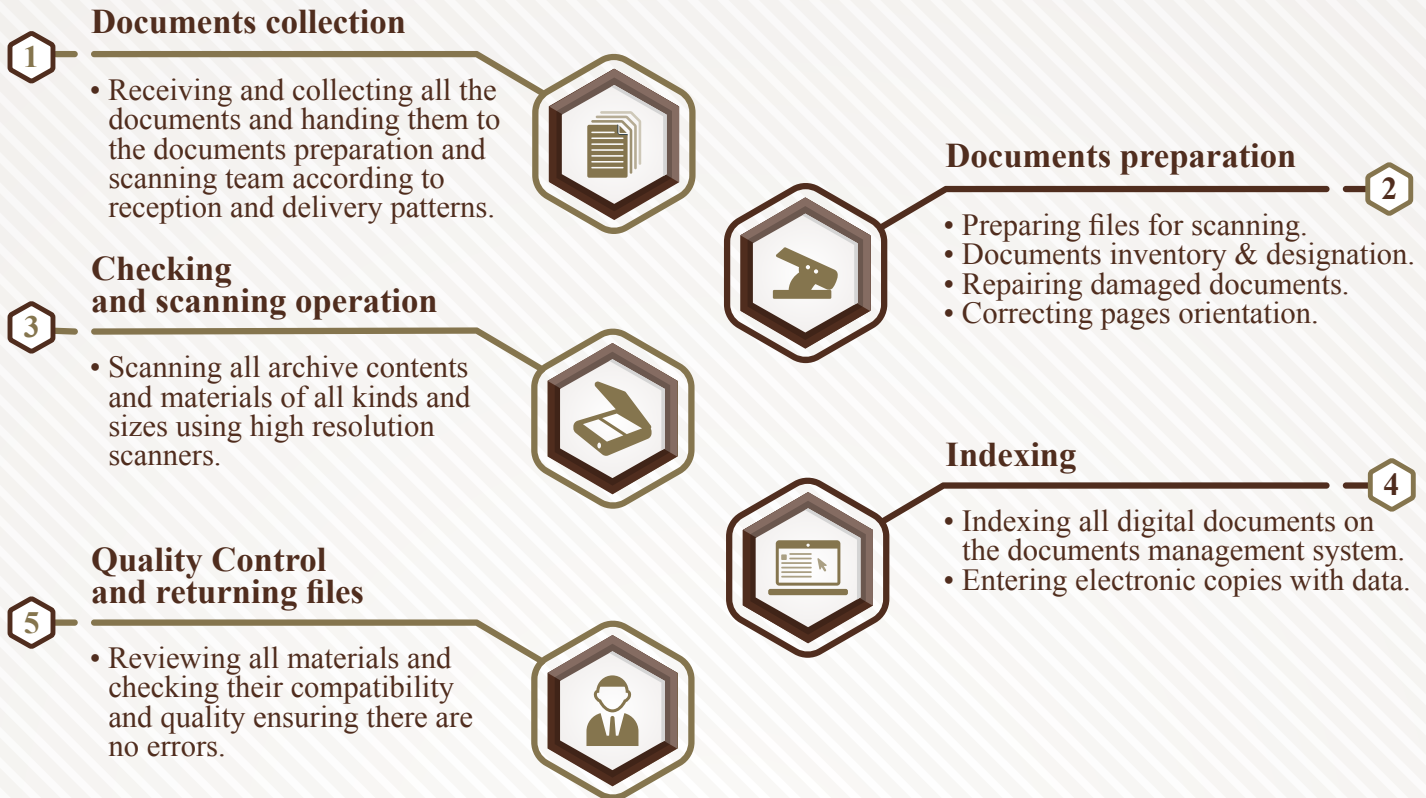 1
Documents collection
• Receiving and collecting all the
documents and handing them to
the documents preparation and
scanning team according to
reception and delivery patterns.
2
Documents preparation
• Preparing files for scanning.
• Documents inventory & designation.
• Repairing damaged documents.
• Correcting pages orientation.
3
Checking
and scanning operation
• Scanning all archive contents
and materials of all kinds and
sizes using high resolution
scanners.
4
Indexing
• Indexing all digital documents on
the documents management system.
• Entering electronic copies with data.
5
Quality Control
and returning files
• Reviewing all materials and
checking their compatibility
and quality ensuring there are
no errors.